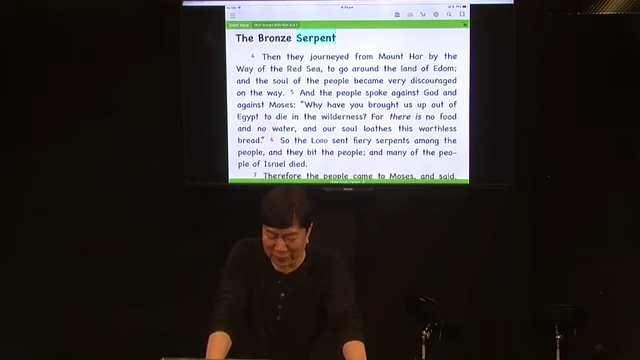 The Bronze Serpent
4 Then they journeyed from Mount Hor by the
Way of the Red Sea, to go around the land of Edom;
and the soul of the people became very discouraged
on the way. 5 And the people spoke against God and
against Moses: "Why have you brought us up out of
Egypt to die in the wilderness? For there is no food
and no water, and our soul loathes this worthless
bread." 6 So the LORD sent fiery serpents among the
people, and they bit the people; and many of the peo-
ple of Israel died.
7 Therefore the people came to Moses, and said,